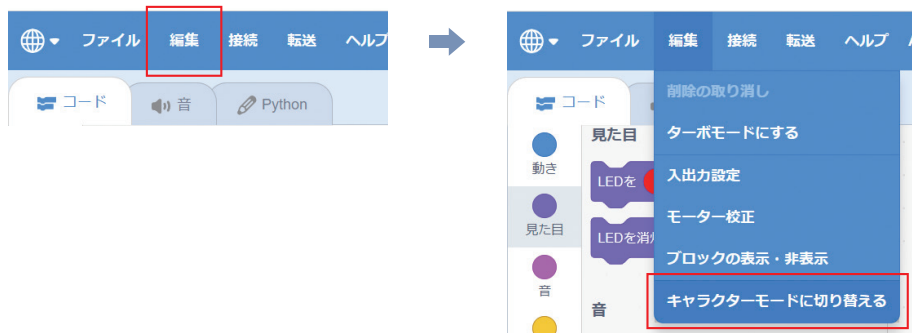 ファイル 編集 接続 転送 ヘルプ
コード 音 Python
ファイル 編集 接続 転送 ヘルプ
コード
削除の取り消し
ターボモードにする
入出力設定
モーター校正
ブロックの表示・非表示
キャラクターモードに切り替える
動き
見た目
音
見た目
LEDを
LEDを消
音